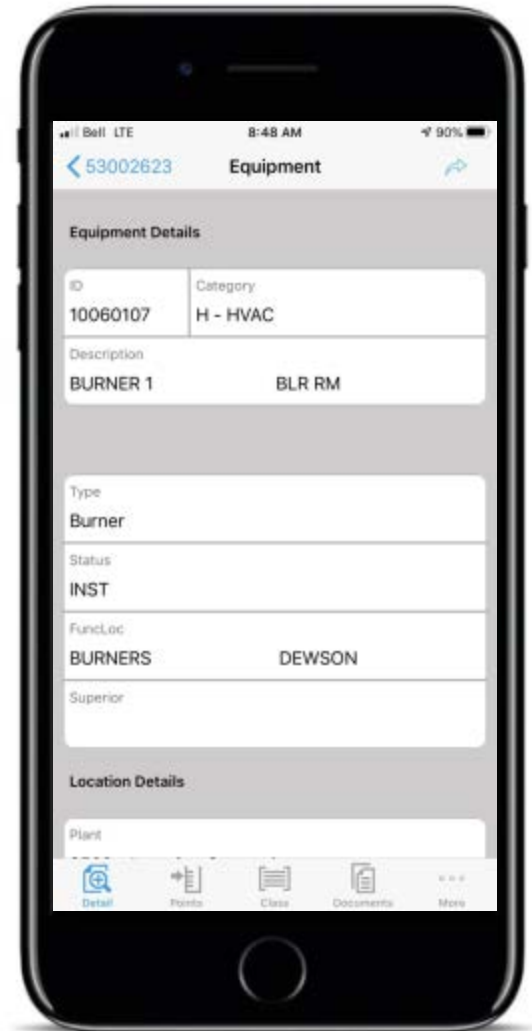 Bell LTE 8:48 AM 90%
53002623 Equipment
Equipment Details
ID Category
10060107 H - HVAC
Description
BURNER 1 BLR RM
Type
Burner
Status
INST
FuncLoc
BURNERS DEWSON
Superior
Location Details
Plant
Detail Points Class Documents More